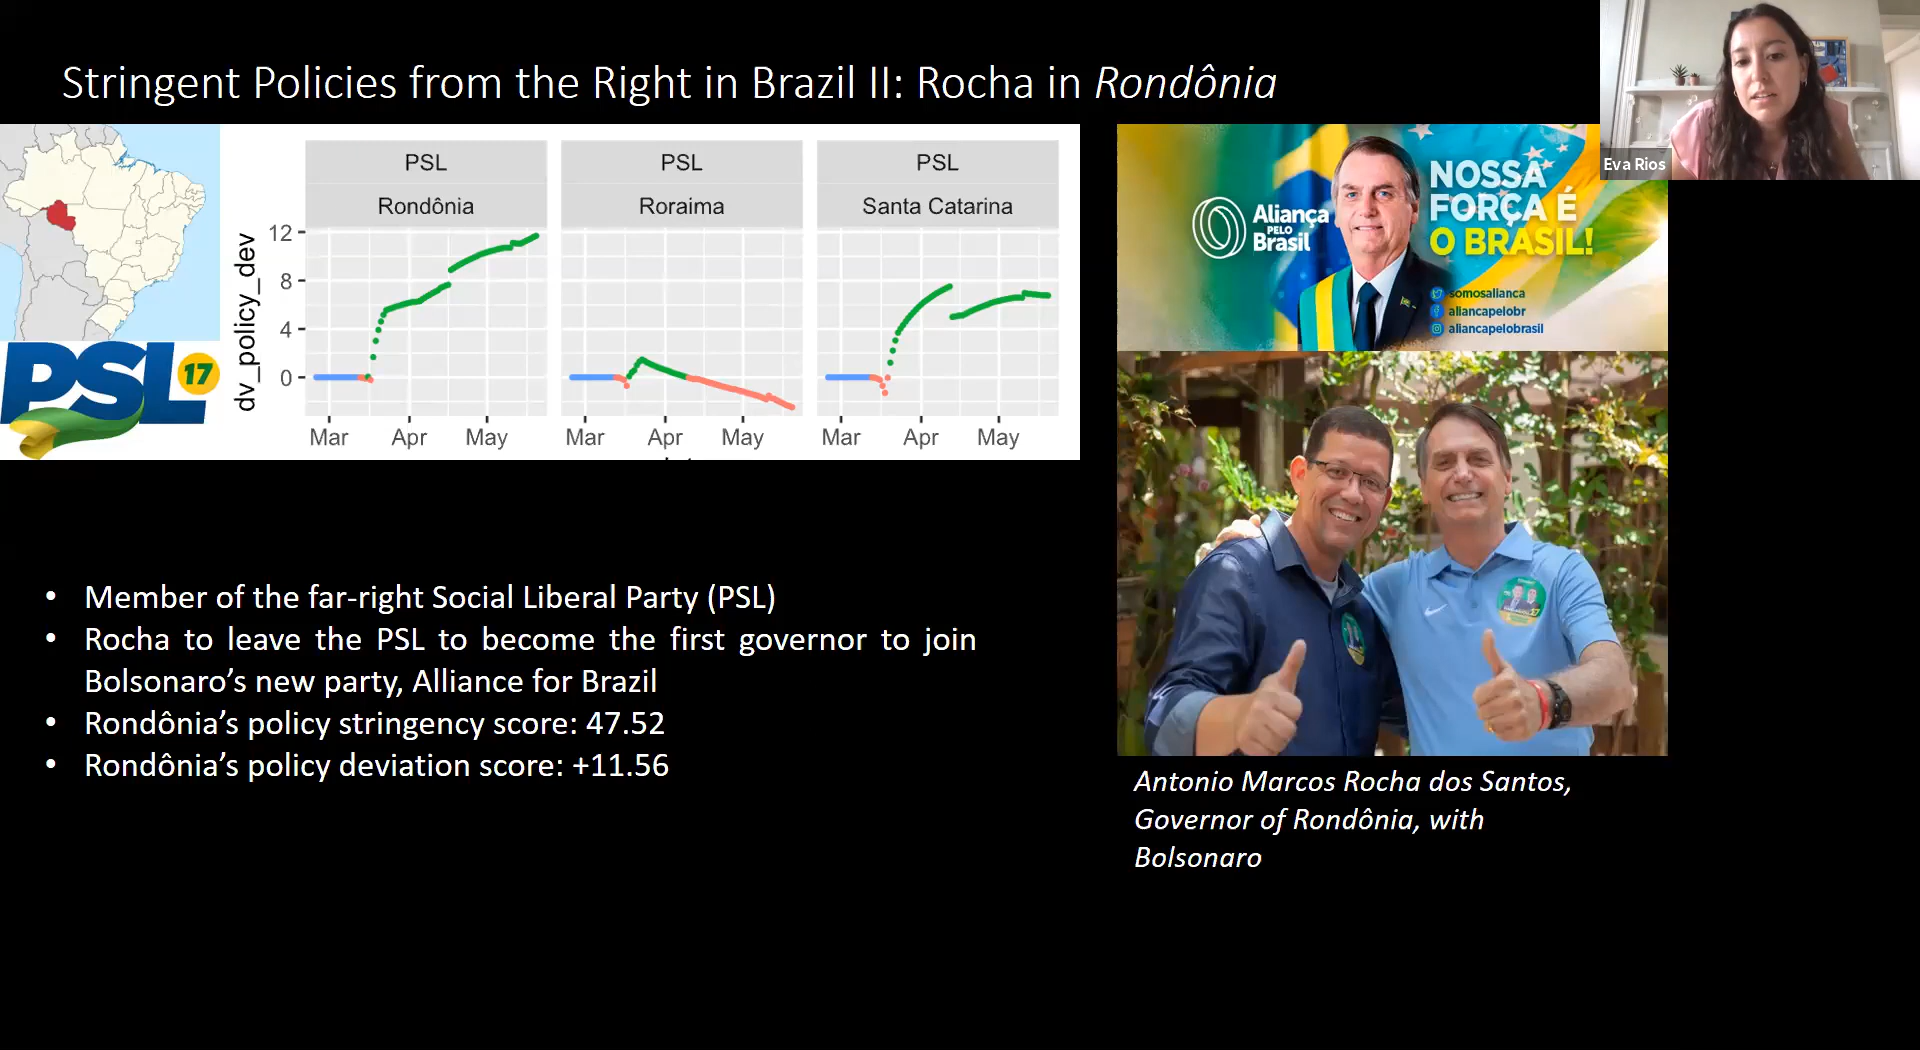 Stringent Policies from the Right in Brazil II: Rocha in Rondônia
Eva Rios
PSL
Rondônia
PSL
Roraima
PSL
Santa Catarina
dv_policy_dev
12
8
4
0
Mar
Apr
May
Mar
Apr
May
Mar
Apr
May
PSL 17
Aliança
PELO
Brasil
NOSSA
FORÇA É
O BRASIL!
somosalianca
aliancapelobr
aliancapelobrasil
• Member of the far-right Social Liberal Party (PSL)
• Rocha to leave the PSL to become the first governor to join
Bolsonaro’s new party, Alliance for Brazil
• Rondônia’s policy stringency score: 47.52
• Rondônia’s policy deviation score: +11.56
Antonio Marcos Rocha dos Santos,
Governor of Rondônia, with
Bolsonaro